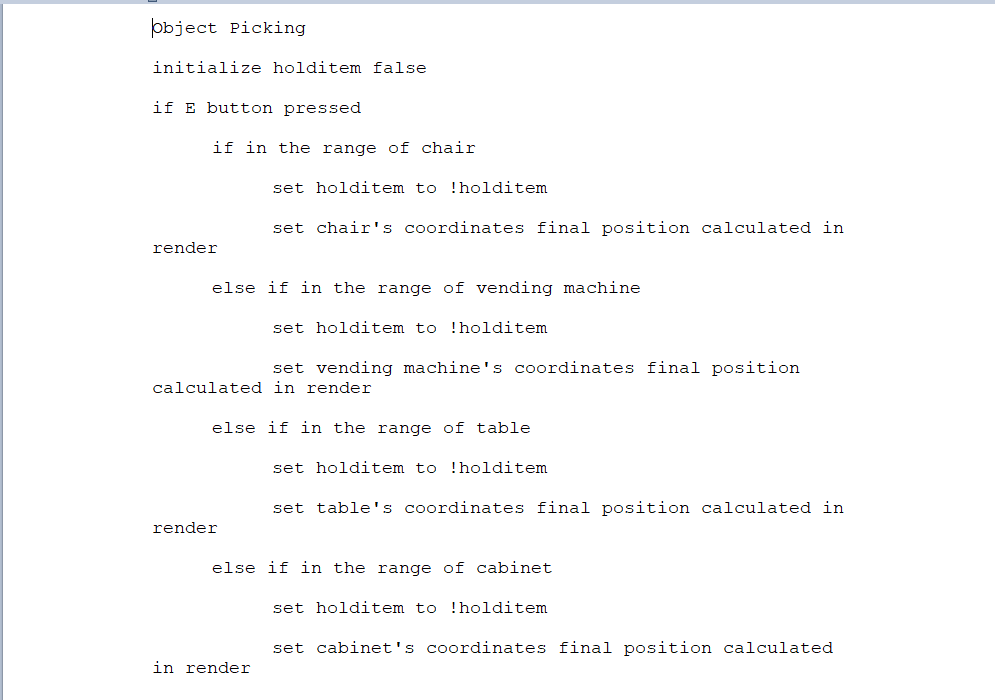 Object Picking
initialize holditem false
if E button pressed
if in the range of chair
set holditem to !holditem
set chair's coordinates final position calculated in
render
else if in the range of vending machine
set holditem to !holditem
set vending machine's coordinates final position
calculated in render
else if in the range of table
set holditem to !holditem
set table's coordinates final position calculated in
render
else if in the range of cabinet
set holditem to !holditem
set cabinet's coordinates final position calculated
in render